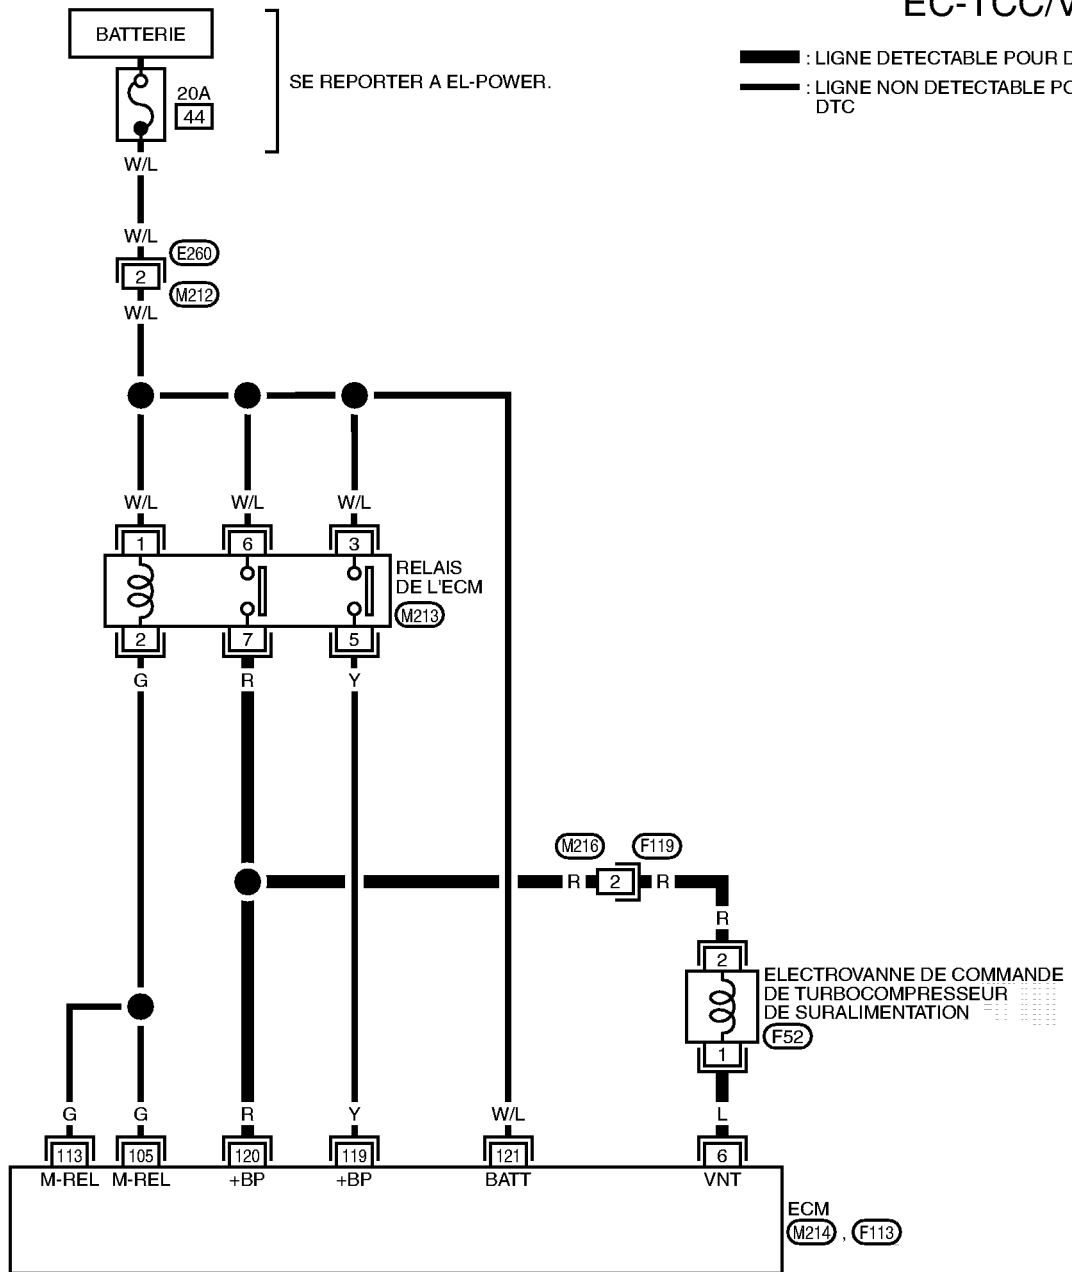 EC-TCC/V
BATTERIE
: LIGNE DETECTABLE POUR D
SE REPORTER A EL-POWER.
: LIGNE NON DETECTABLE PO
DTC
20A
44
W/L
W/L
E260
2
M212
W/L
W/L W/L W/L
1 6 3
RELAIS
DE L'ECM
M213
2 7 5
G R Y
M216 F119
R 2 R
R
2
ELECTROVANNE DE COMMANDE
DE TURBOCOMPRESSEUR
DE SURALIMENTATION
F52
1
G G R Y W/L L
113 105 120 119 121 6
M-REL M-REL +BP +BP BATT VNT
ECM
M214 , F113